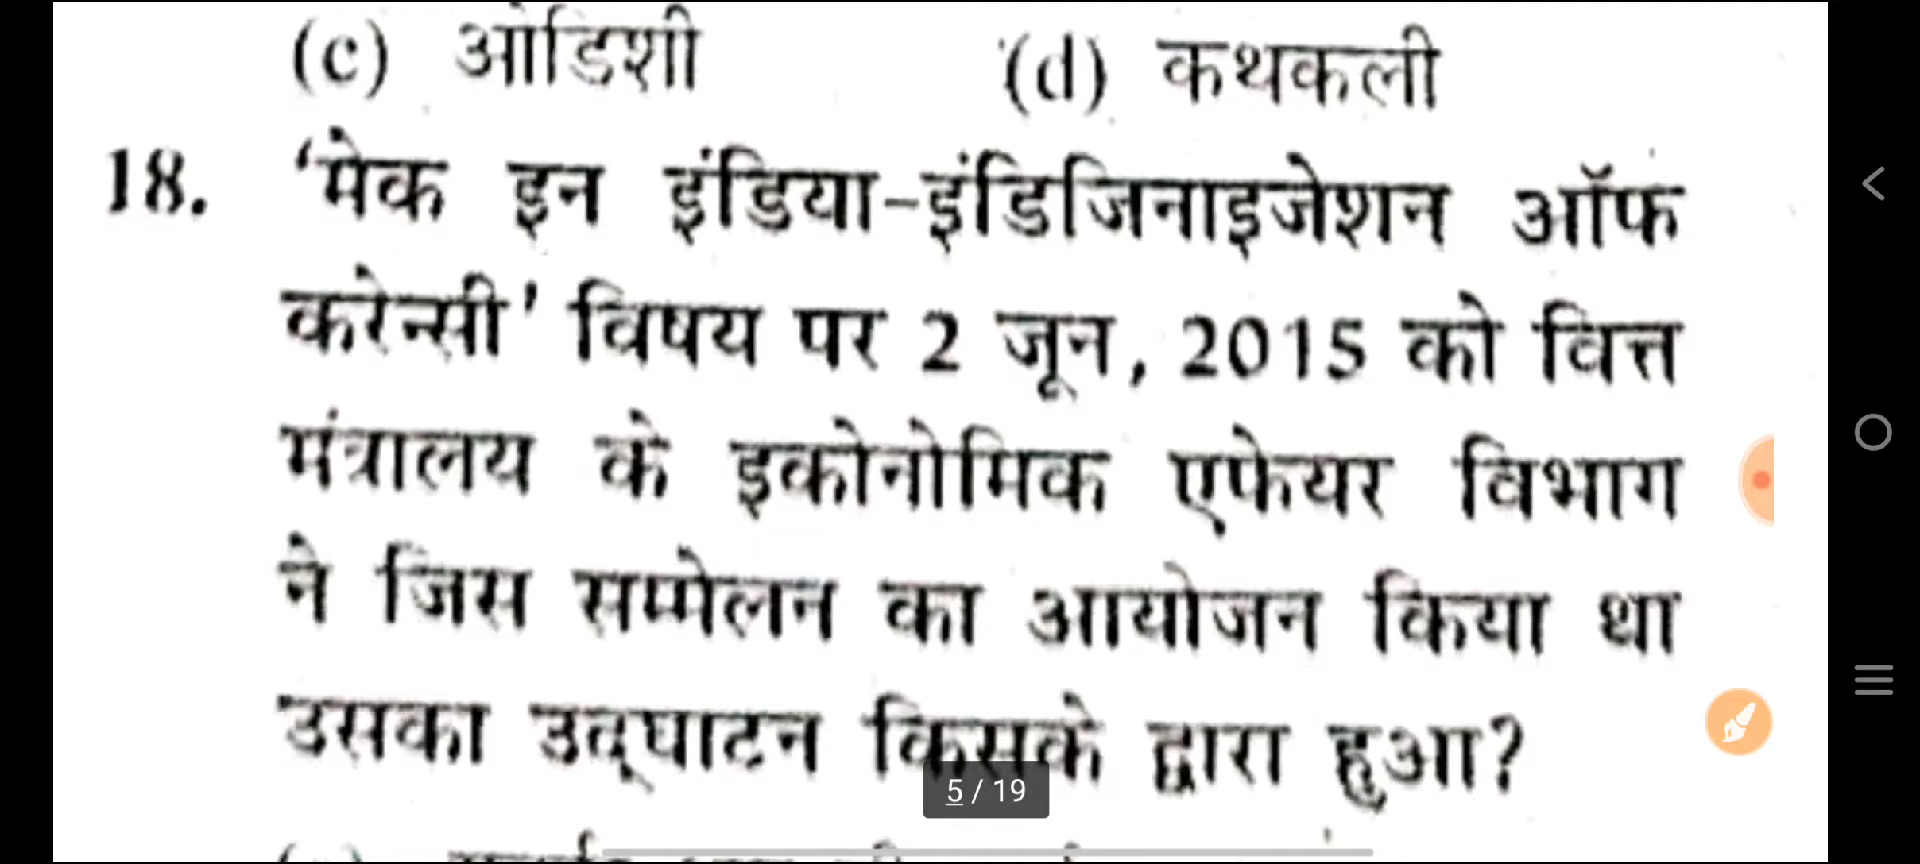 (c) ओडिशी (d) कथकली
18. ‘मेक इन इंडिया-इंडिजिनाइजेशन ऑफ
करेन्सी’ विषय पर 2 जून, 2015 को वित्त
मंत्रालय के इकोनोमिक एफेयर विभाग
ने जिस सम्मेलन का आयोजन किया था
उसका उद्घाटन किसके द्वारा हुआ?
5 / 19